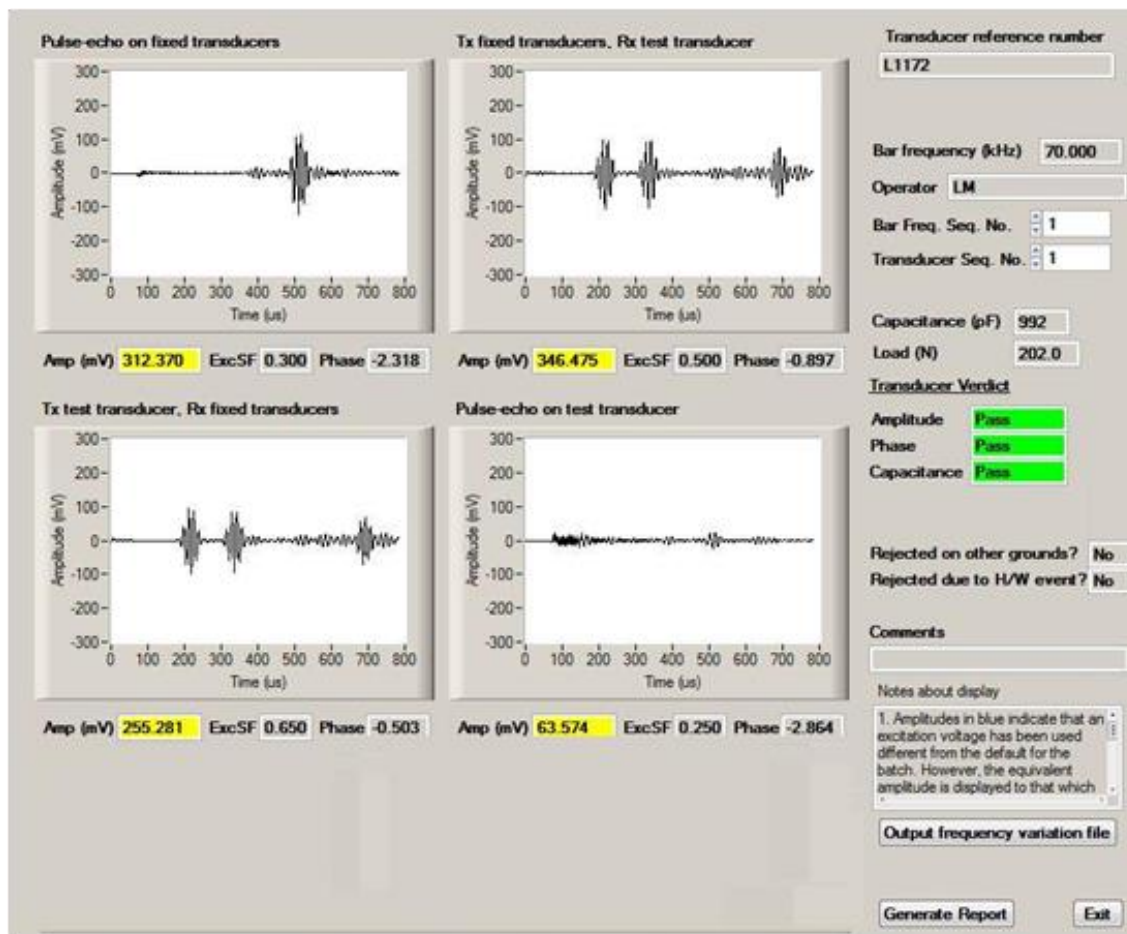 Pulse-echo on fixed transducers
300
200
100
0
-100
-200
-300
Amplitude (mV)
0 100 200 300 400 500 600 700 800
Time (us)
Amp (mV) 312.370 ExcSF 0.300 Phase -2.318
Tx fixed transducers, Rx test transducer
300
200
100
0
-100
-200
-300
Amplitude (mV)
0 100 200 300 400 500 600 700 800
Time (us)
Amp (mV) 346.475 ExcSF 0.500 Phase -0.897
Tx test transducer, Rx fixed transducers
300
200
100
0
-100
-200
-300
Amplitude (mV)
0 100 200 300 400 500 600 700 800
Time (us)
Amp (mV) 255.281 ExcSF 0.650 Phase -0.503
Pulse-echo on test transducer
300
200
100
0
-100
-200
-300
Amplitude (mV)
0 100 200 300 400 500 600 700 800
Time (us)
Amp (mV) 63.574 ExcSF 0.250 Phase -2.864
Transducer reference number
L1172
Bar frequency (kHz) 70.000
Operator LM
Bar Freq. Seq. No. 1
Transducer Seq. No. 1
Capacitance (pF) 992
Load (N) 202.0
Transducer Verdict
Amplitude Pass
Phase Pass
Capacitance Pass
Rejected on other grounds? No
Rejected due to H/W event? No
Comments
Notes about display
1. Amplitudes in blue indicate that an
excitation voltage has been used
different from the default for the
batch. However, the equivalent
amplitude is displayed to that which
Output frequency variation file
Generate Report Exit